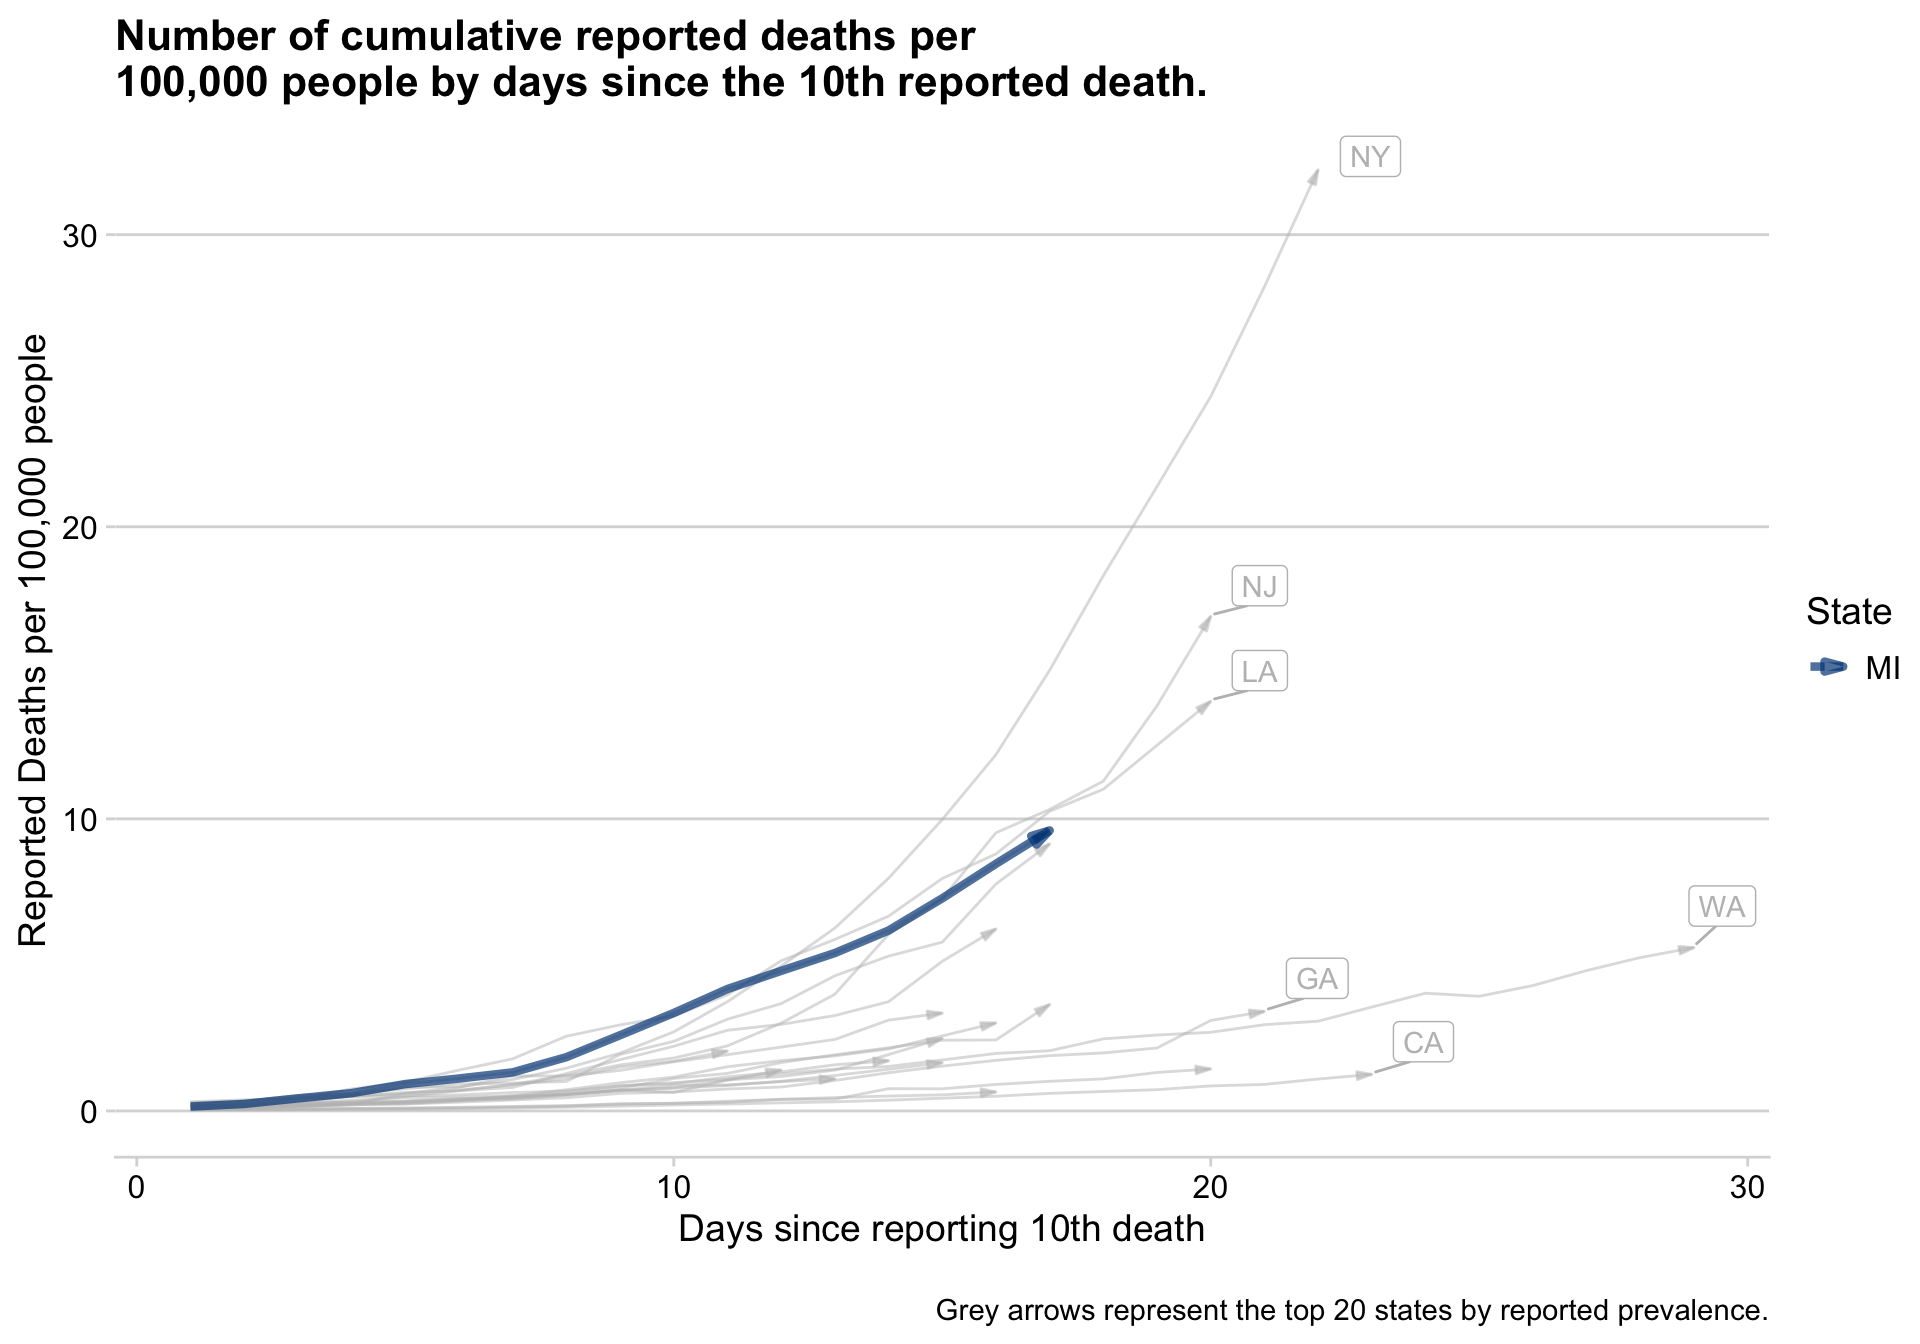 Number of cumulative reported deaths per
100,000 people by days since the 10th reported death.
Reported Deaths per 100,000 people
30
20
10
0
NY
NJ
LA
WA
GA
CA
State
MI
0 10 20 30
Days since reporting 10th death
Grey arrows represent the top 20 states by reported prevalence.